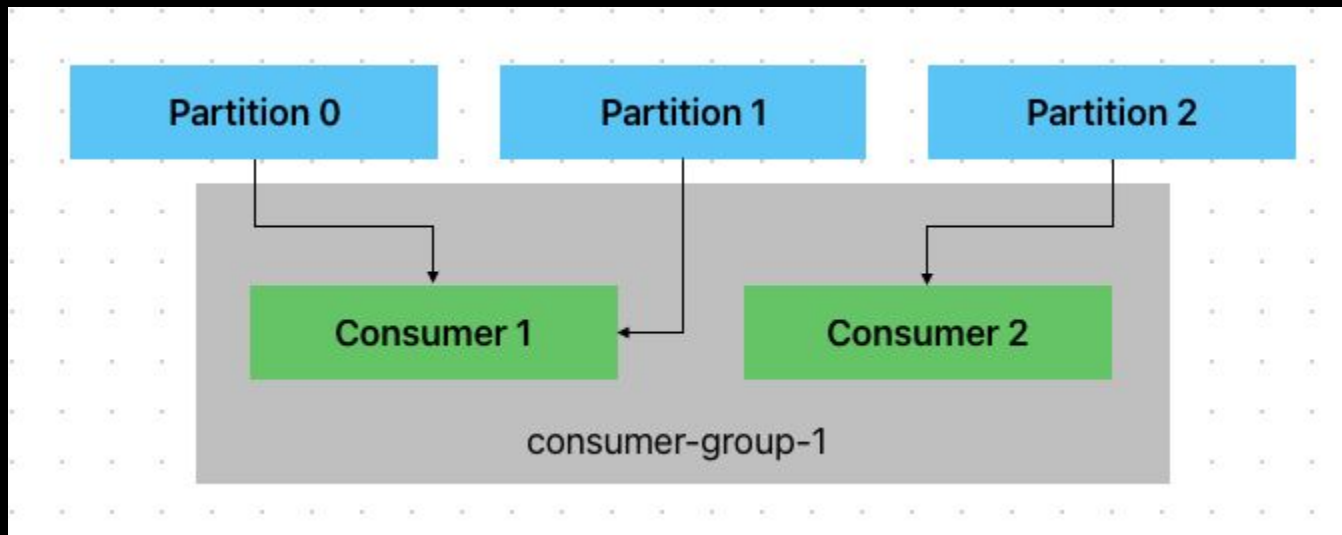 Partition 0
Partition 1
Partition 2
Consumer 1
Consumer 2
consumer-group-1